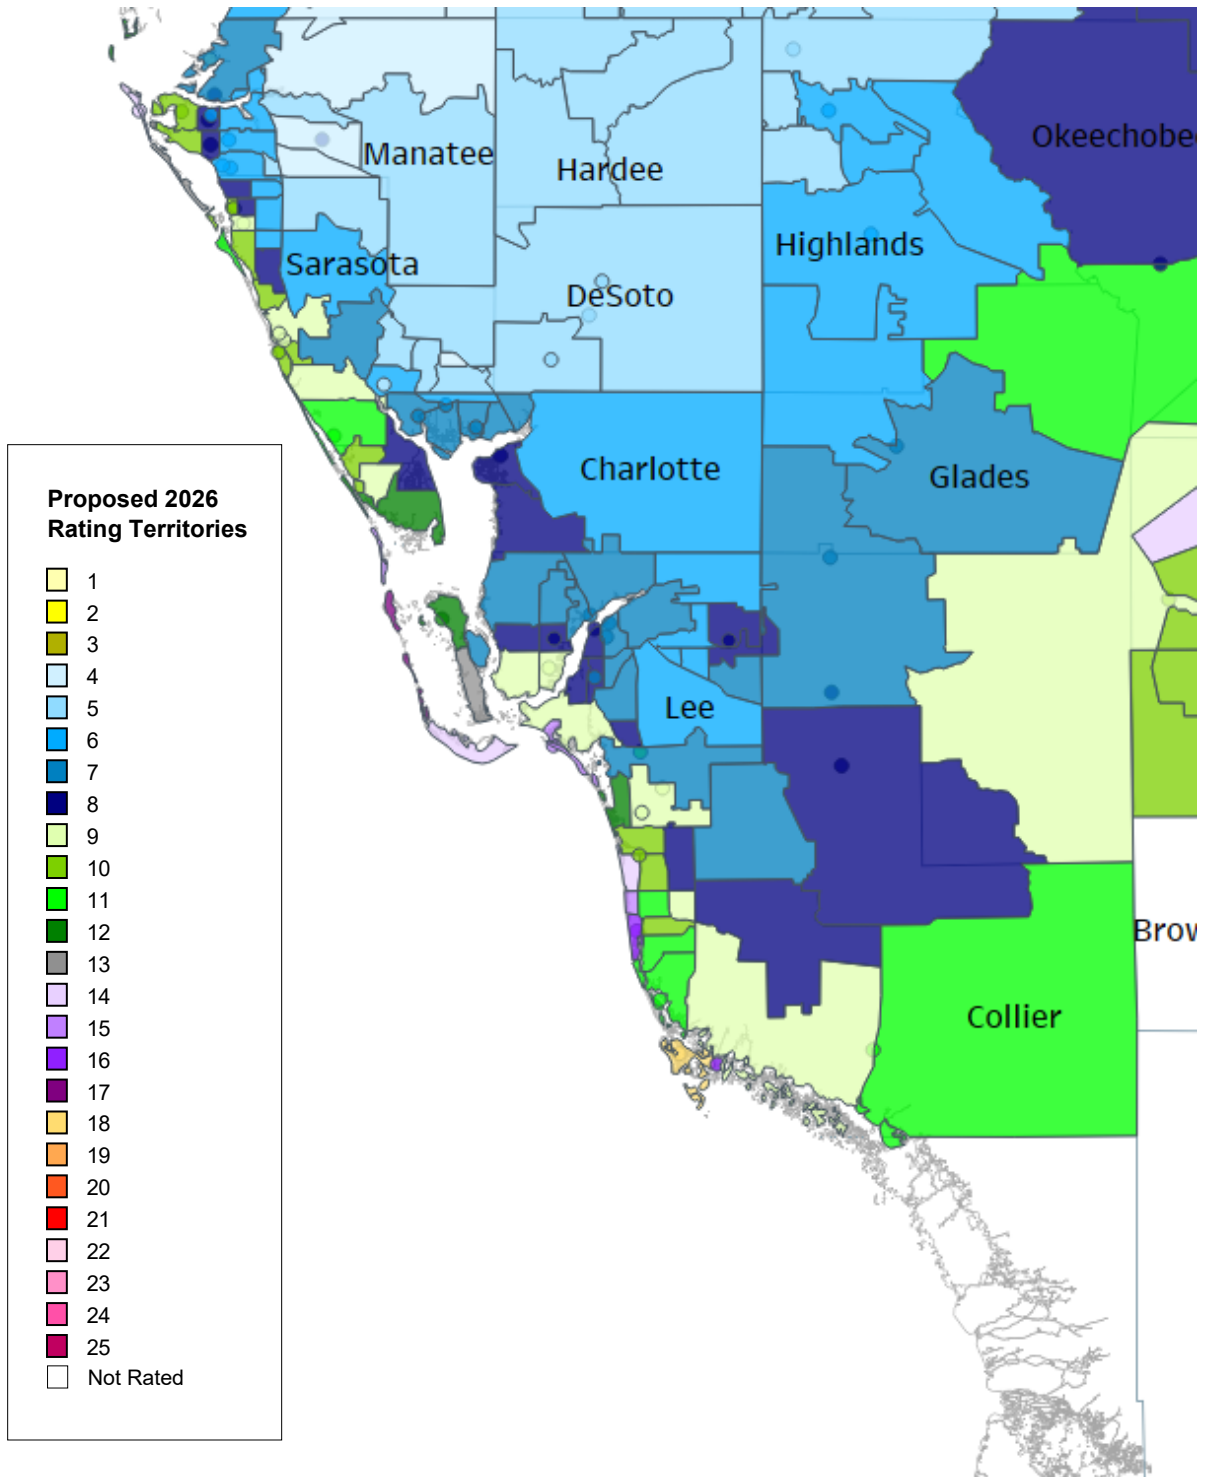 Manatee
Hardee
Okeechobe
Sarasota
Highlands
DeSoto
Charlotte
Glades
Lee
Brow
Collier
Proposed 2026
Rating Territories
1
2
3
4
5
6
7
8
9
10
11
12
13
14
15
16
17
18
19
20
21
22
23
24
25
Not Rated